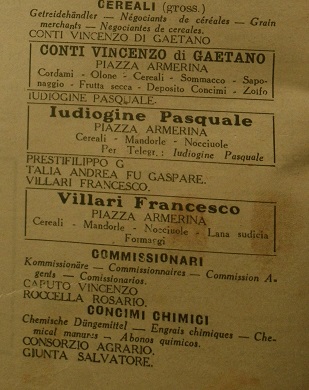 CEREALI (gross.)
Getreidehändler — Négociants de céréales — Grain
merchants — Negociantes de cercales.
CONTI VINCENZO DI GAETANO
CONTI VINCENZO di GAETANO
PIAZZA ARMERINA
Cordami - Olone - Cereali - Sommacco - Sapo-
naggio - Frutta secca - Deposito Concimi - Zolfo
IUDIOGINE PASQUALE.
Iudiogine Pasquale
PIAZZA ARMERINA
Cereali - Mandorle - Nocciuole
Per Telegr.: Iudiogine Pasquale
PRESTIFILIPPO G
TALIA ANDREA FU GASPARE.
VILLARI FRANCESCO.
Villari Francesco
PIAZZA ARMERINA
Cereali - Mandorle - Nocciuole - Lana sudicia
Formaggi
COMMISSIONARI
Kommissionäre — Commissionnaires — Commission A-
gents — Comisionarios.
CAPUTO VINCENZO
ROCCELLA ROSARIO.
CONCIMI CHIMICI
Chemische Düngemittel — Engrais chimiques — Che-
mical manures — Abonos químicos.
CONSORZIO AGRARIO.
GIUNTA SALVATORE.